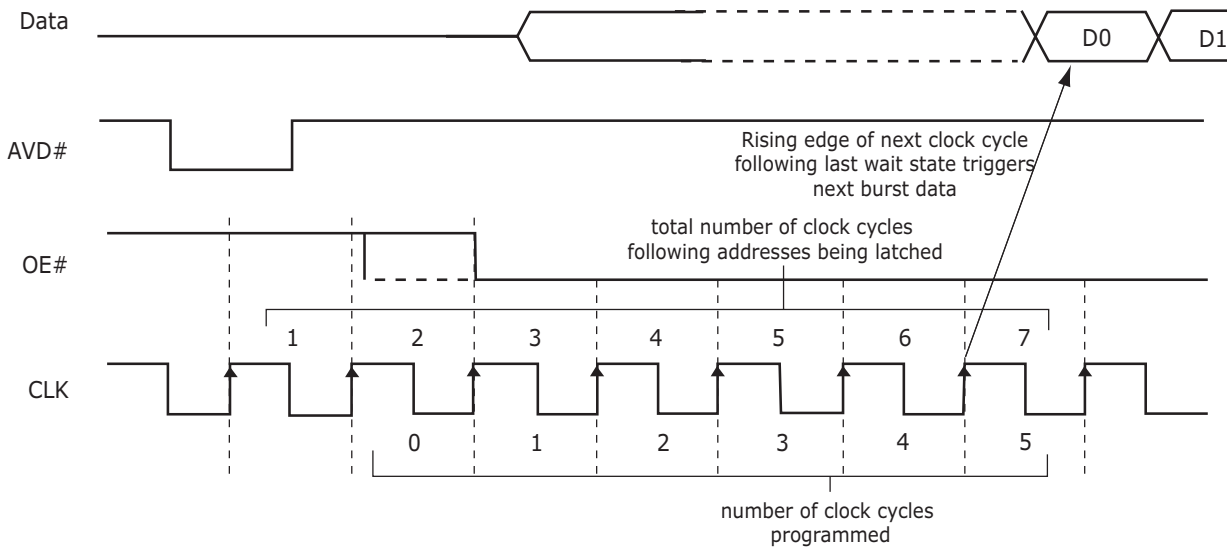 Data
D0
D1
AVD#
Rising edge of next clock cycle
following last wait state triggers
next burst data
total number of clock cycles
following addresses being latched
OE#
1 2 3 4 5 6 7
CLK
0 1 2 3 4 5
number of clock cycles
programmed